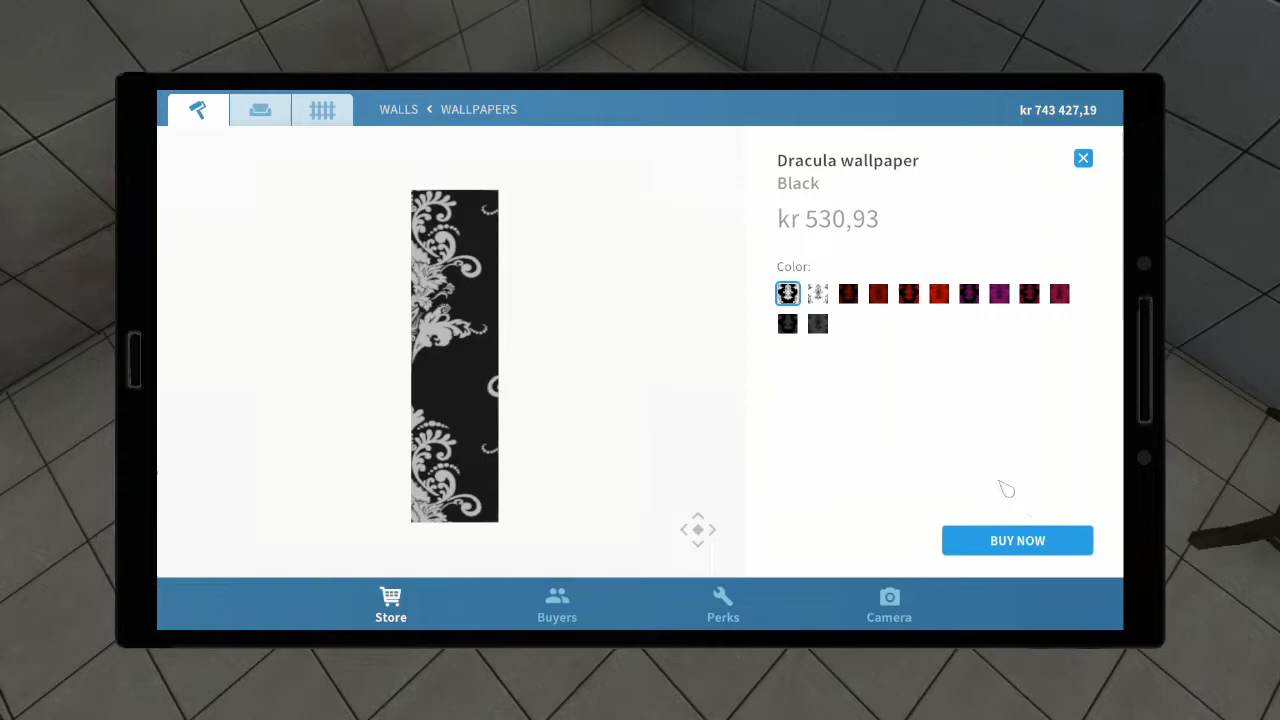 WALLS < WALLPAPERS
kr 743 427,19
Dracula wallpaper
Black
kr 530,93
Color:
BUY NOW
Store
Buyers
Perks
Camera